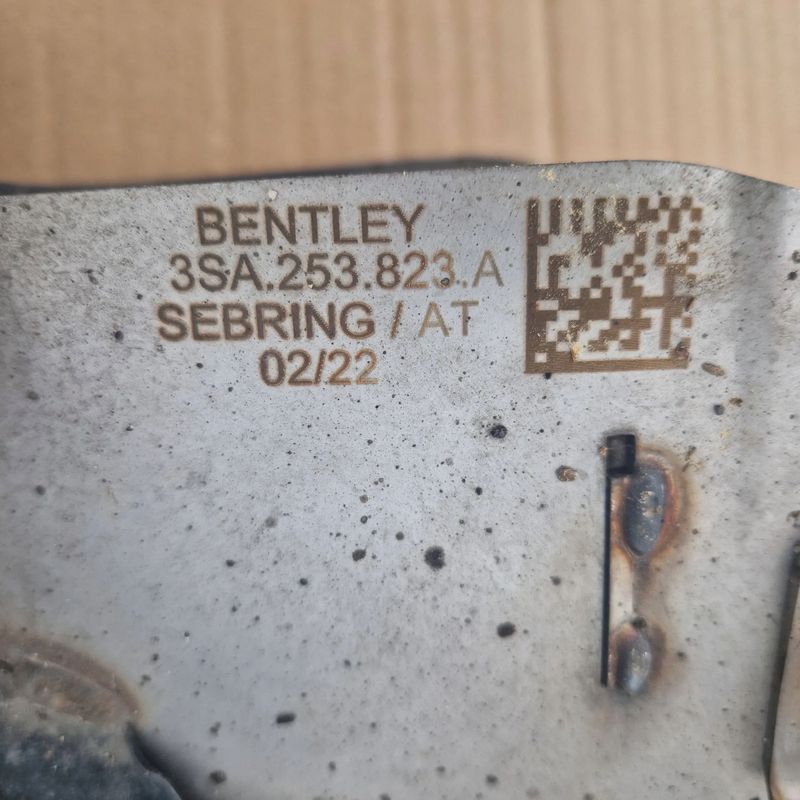 BENTLEY
3SA.253.823.A
SEBRING / AT
02/22